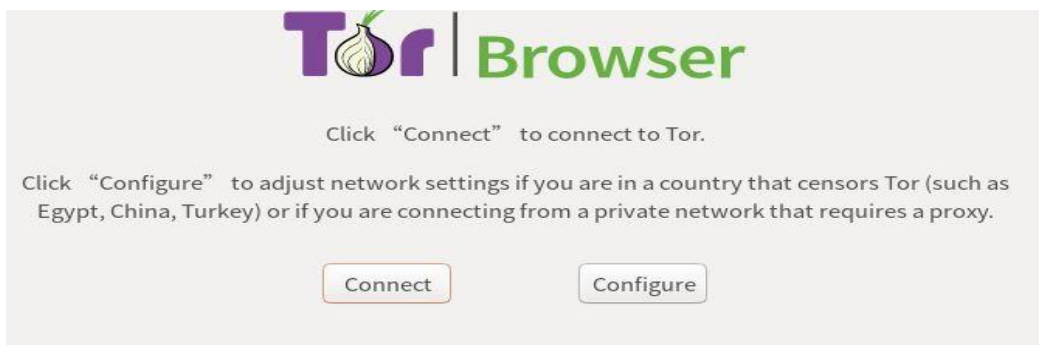 Tor Browser
Click “Connect” to connect to Tor.
Click “Configure” to adjust network settings if you are in a country that censors Tor (such as
Egypt, China, Turkey) or if you are connecting from a private network that requires a proxy.
Connect Configure